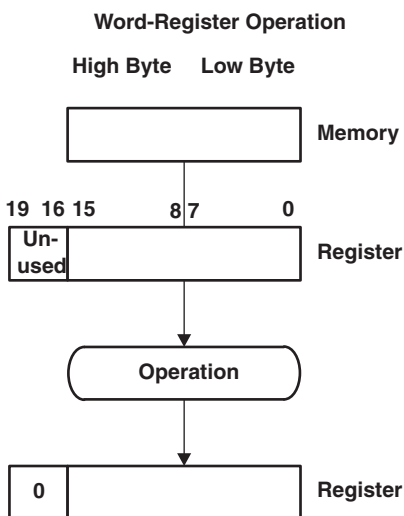 Word-Register Operation
High Byte Low Byte
Memory
19 16 15 8 7 0
Un-
used
Register
Operation
0
Register